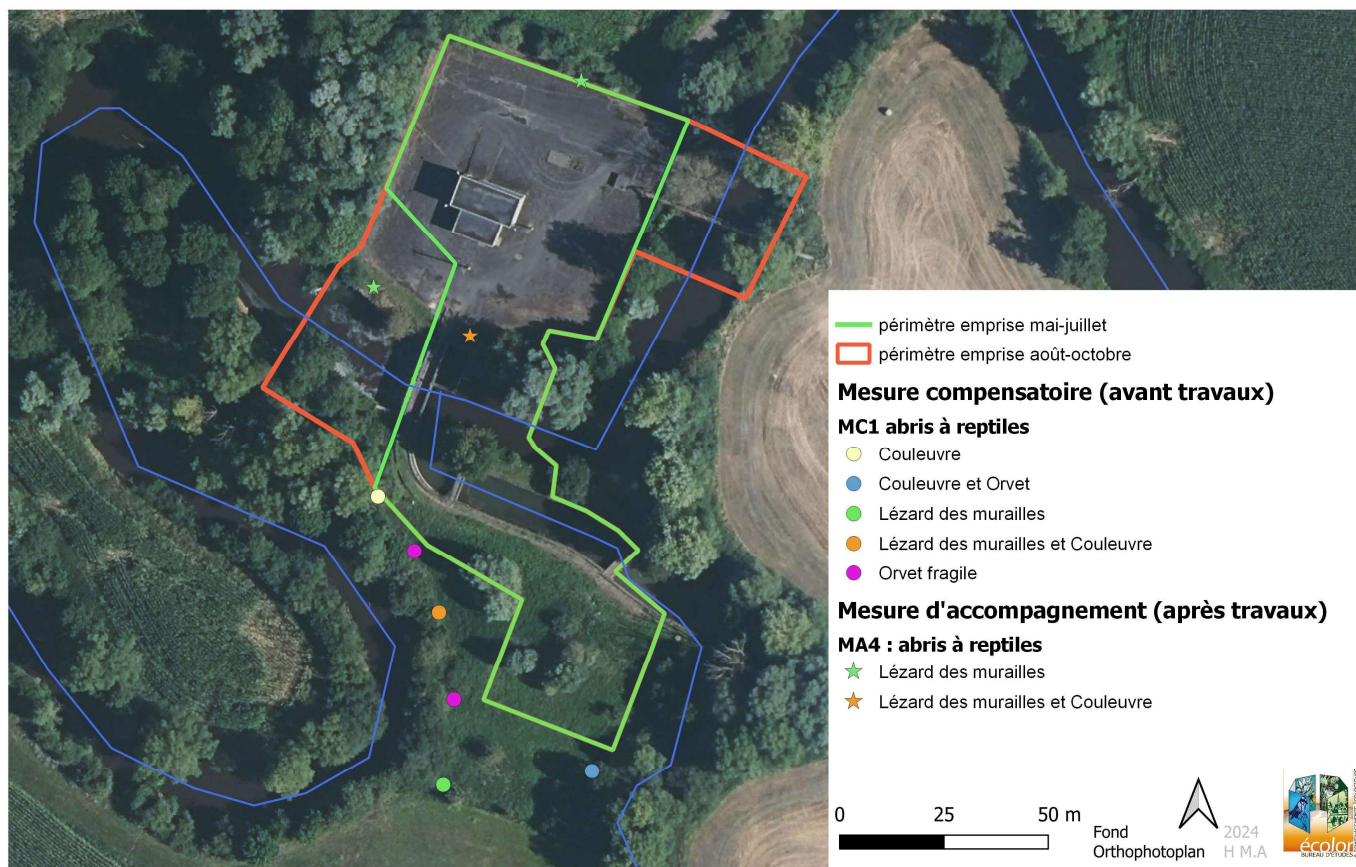 périmètre emprise mai-juillet
périmètre emprise août-octobre
Mesure compensatoire (avant travaux)
MC1 abris à reptiles
Couleuvre
Couleuvre et Orvet
Lézard des murailles
Lézard des murailles et Couleuvre
Orvet fragile
Mesure d'accompagnement (après travaux)
MA4 : abris à reptiles
Lézard des murailles
Lézard des murailles et Couleuvre
0 25 50 m
Fond
Orthophotoplan
2024
H M.A
écolor
BUREAU D'ÉTUDES